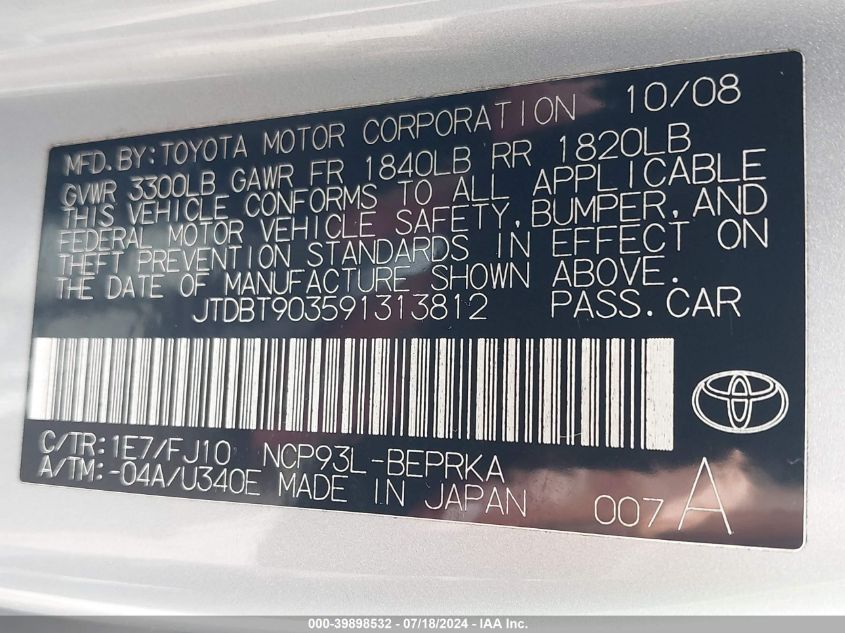 MFD.BY:TOYOTA MOTOR CORPORATION 10/08
GVWR 3300LB GAWR FR 1840LB RR 1820LB
THIS VEHICLE CONFORMS TO ALL APPLICABLE
FEDERAL MOTOR VEHICLE SAFETY, BUMPER, AND
THEFT PREVENTION STANDARDS IN EFFECT ON
THE DATE OF MANUFACTURE SHOWN ABOVE.
JTDBT903591313812 PASS.CAR
C/TR: 1E7/FJ10 NCP93L-BEPRKA
A/TM: -04A/U340E MADE IN JAPAN 007 A
000-39898532 - 07/18/2024 - IAA Inc.